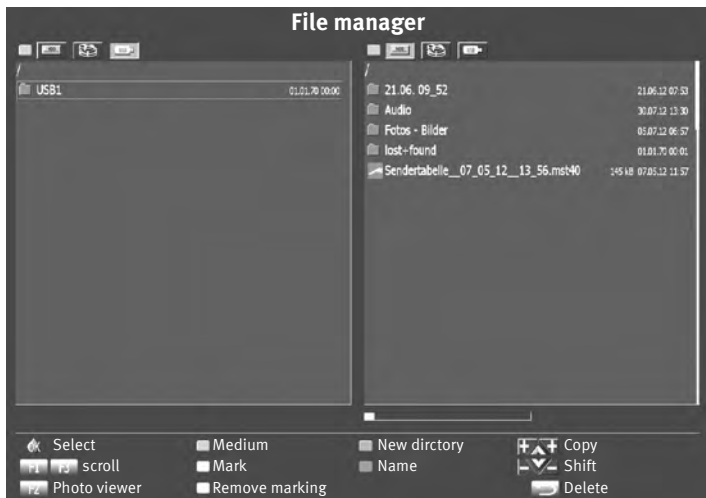 File manager
/
USB1 01.01.70 00:00
/
21.06. 09_52 21.06.12 07:53
Audio 30.07.12 13:30
Fotos - Bilder 05.07.12 06:57
lost+found 01.01.70 00:01
Sendertabelle__07_05_12__13_56.mst40 145 kB 07.05.12 11:57
ok Select Medium New dirctory + + Copy
F1 F3 scroll Mark Name - - Shift
F2 Photo viewer Remove marking Delete